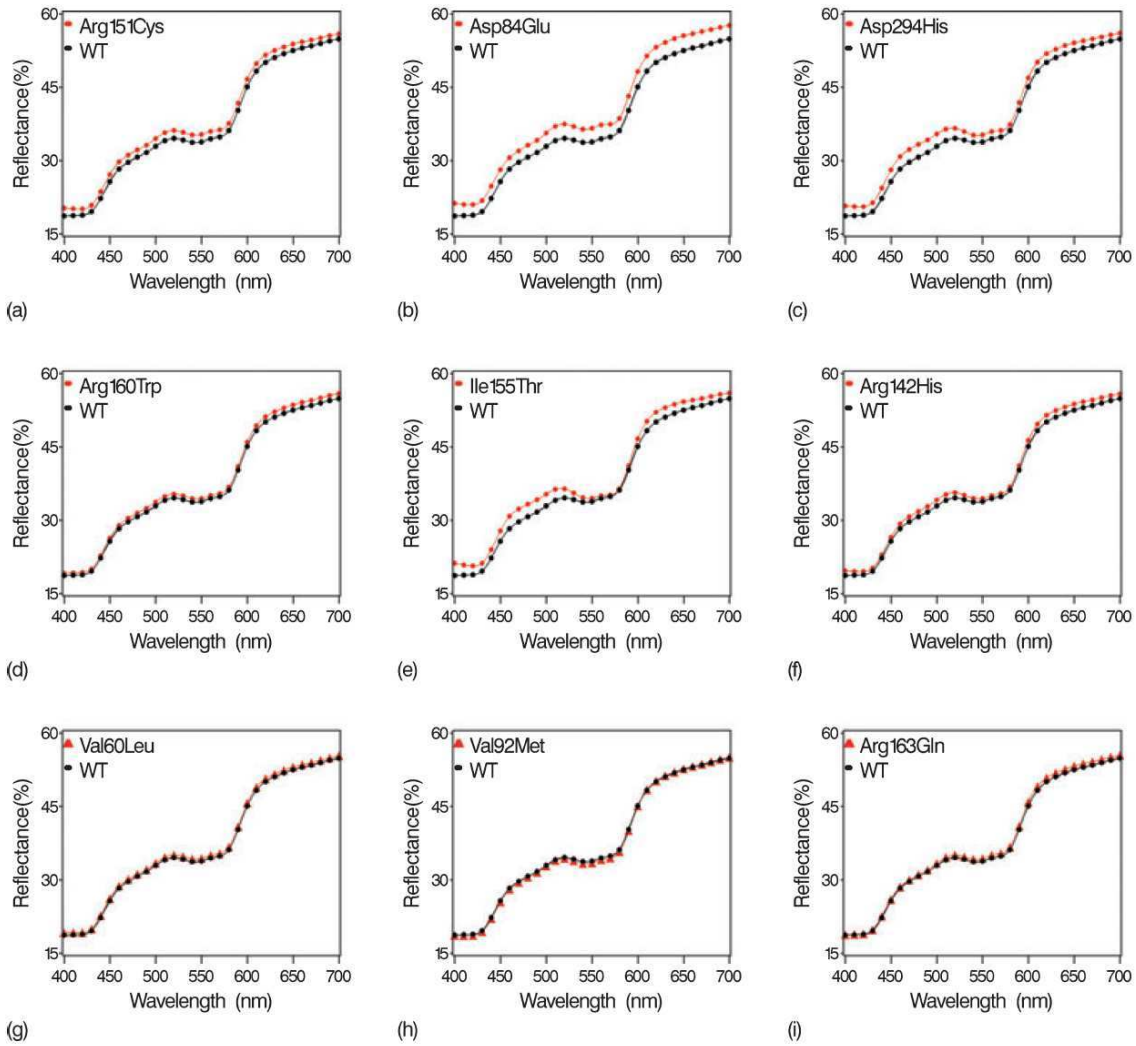 60
Arg151Cys
WT
45
30
15
Reflectance(%)
400 450 500 550 600 650 700
Wavelength (nm)
(a)
60
Asp84Glu
WT
45
30
15
Reflectance(%)
400 450 500 550 600 650 700
Wavelength (nm)
(b)
60
Asp294His
WT
45
30
15
Reflectance(%)
400 450 500 550 600 650 700
Wavelength (nm)
(c)
60
Arg160Trp
WT
45
30
15
Reflectance(%)
400 450 500 550 600 650 700
Wavelength (nm)
(d)
60
Ile155Thr
WT
45
30
15
Reflectance(%)
400 450 500 550 600 650 700
Wavelength (nm)
(e)
60
Arg142His
WT
45
30
15
Reflectance(%)
400 450 500 550 600 650 700
Wavelength (nm)
(f)
60
Val60Leu
WT
45
30
15
Reflectance(%)
400 450 500 550 600 650 700
Wavelength (nm)
(g)
60
Val92Met
WT
45
30
15
Reflectance(%)
400 450 500 550 600 650 700
Wavelength (nm)
(h)
60
Arg163Gln
WT
45
30
15
Reflectance(%)
400 450 500 550 600 650 700
Wavelength (nm)
(i)